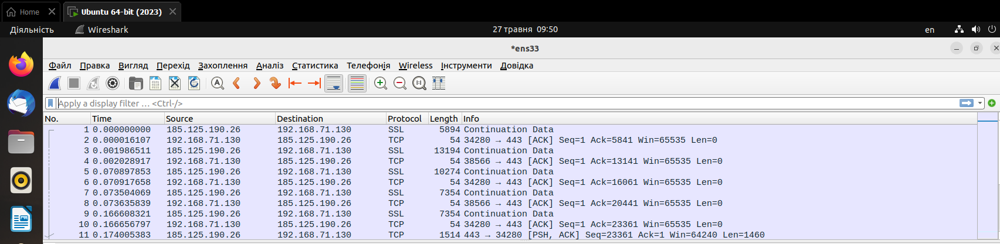 Home Ubuntu 64-bit (2023)
Діяльність Wireshark 27 травня 09:50 en
*ens33
Файл Правка Вигляд Перехід Захоплення Аналіз Статистика Телефонія Wireless Інструменти Довідка
Apply a display filter … <Ctrl-/>
No. Time Source Destination Protocol Length Info
1 0.000000000 185.125.190.26 192.168.71.130 SSL 5894 Continuation Data
2 0.000016107 192.168.71.130 185.125.190.26 TCP 54 34280 → 443 [ACK] Seq=1 Ack=5841 Win=65535 Len=0
3 0.001986511 185.125.190.26 192.168.71.130 SSL 13194 Continuation Data
4 0.002028917 192.168.71.130 185.125.190.26 TCP 54 38566 → 443 [ACK] Seq=1 Ack=13141 Win=65535 Len=0
5 0.070897853 185.125.190.26 192.168.71.130 SSL 10274 Continuation Data
6 0.070917658 192.168.71.130 185.125.190.26 TCP 54 34280 → 443 [ACK] Seq=1 Ack=16061 Win=65535 Len=0
7 0.073504069 185.125.190.26 192.168.71.130 SSL 7354 Continuation Data
8 0.073635839 192.168.71.130 185.125.190.26 TCP 54 38566 → 443 [ACK] Seq=1 Ack=20441 Win=65535 Len=0
9 0.166608321 185.125.190.26 192.168.71.130 SSL 7354 Continuation Data
10 0.166656797 192.168.71.130 185.125.190.26 TCP 54 34280 → 443 [ACK] Seq=1 Ack=23361 Win=65535 Len=0
11 0.174005383 185.125.190.26 192.168.71.130 TCP 1514 443 → 34280 [PSH, ACK] Seq=23361 Ack=1 Win=64240 Len=1460